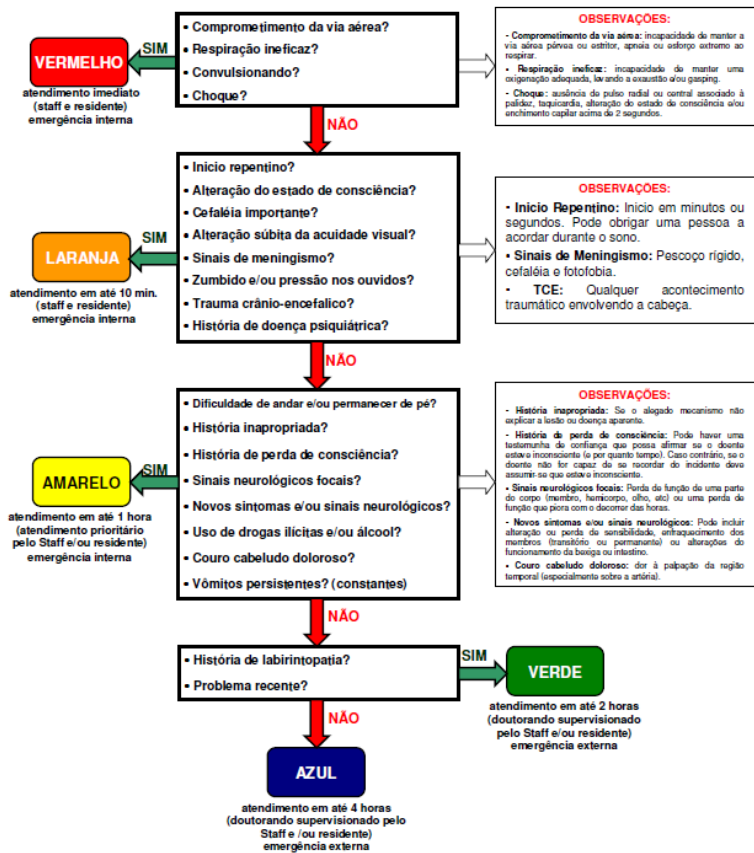 • Comprometimento da via aérea?
• Respiração ineficaz?
• Convulsionando?
• Choque?
SIM
VERMELHO
atendimento imediato
(staff e residente)
emergência interna
OBSERVAÇÕES:
- Comprometimento da via aérea: incapacidade de manter a
via aérea pérvea ou estritor, apneia ou esforço extremo ao
respirar.
• Respiração ineficaz: incapacidade de manter uma
oxigenação adequada, levando a exaustão e/ou gasping.
- Choque: ausência de pulso radial ou central associado à
palidez, taquicardia, alteração do estado de consciência e/ou
enchimento capilar acima de 2 segundos.
NÃO
• Inicio repentino?
• Alteração do estado de consciência?
• Cefaléia importante?
• Alteração súbita da acuidade visual?
• Sinais de meningismo?
• Zumbido e/ou pressão nos ouvidos?
• Trauma crânio-encefalico?
• História de doença psiquiátrica?
SIM
LARANJA
atendimento em até 10 min.
(staff e residente)
emergência interna
OBSERVAÇÕES:
- Inicio Repentino: Inicio em minutos ou
segundos. Pode obrigar uma pessoa a
acordar durante o sono.
• Sinais de Meningismo: Pescoço rígido,
cefaléia e fotofobia.
- TCE: Qualquer acontecimento
traumático envolvendo a cabeça.
NÃO
• Dificuldade de andar e/ou permanecer de pé?
• História inapropriada?
• História de perda de consciência?
• Sinais neurológicos focais?
• Novos sintomas e/ou sinais neurológicos?
• Uso de drogas ilícitas e/ou álcool?
• Couro cabeludo doloroso?
• Vômitos persistentes? (constantes)
SIM
AMARELO
atendimento em até 1 hora
(atendimento prioritário
pelo Staff e/ou residente)
emergência interna
OBSERVAÇÕES:
- História inapropriada: Se o alegado mecanismo não
explicar a lesão ou doença aparente.
- História de perda de consciência: Pode haver uma
testemunha de confiança que possa afirmar se o doente
esteve inconsciente (e por quanto tempo). Caso contrário, se o
doente não for capaz de se recordar do incidente deve
assumir-se que esteve inconsciente.
• Sinais neurológicos focais: Perda de função de uma parte
do corpo (membro, hemicorpo, olho, etc) ou uma perda de
função que piora com o decorrer das horas.
- Novos sintomas e/ou sinais neurológicos: Pode incluir
alteração ou perda de sensibilidade, enfraquecimento dos
membros (transitório ou permanente) ou alterações do
funcionamento da bexiga ou intestino.
• Couro cabeludo doloroso: dor à palpação da região
temporal (especialmente sobre a artéria).
NÃO
• História de labirintopatia?
• Problema recente?
SIM
VERDE
atendimento em até 2 horas
(doutorando supervisionado
pelo Staff e/ou residente)
emergência externa
NÃO
AZUL
atendimento em até 4 horas
(doutorando supervisionado pelo
Staff e /ou residente)
emergência externa